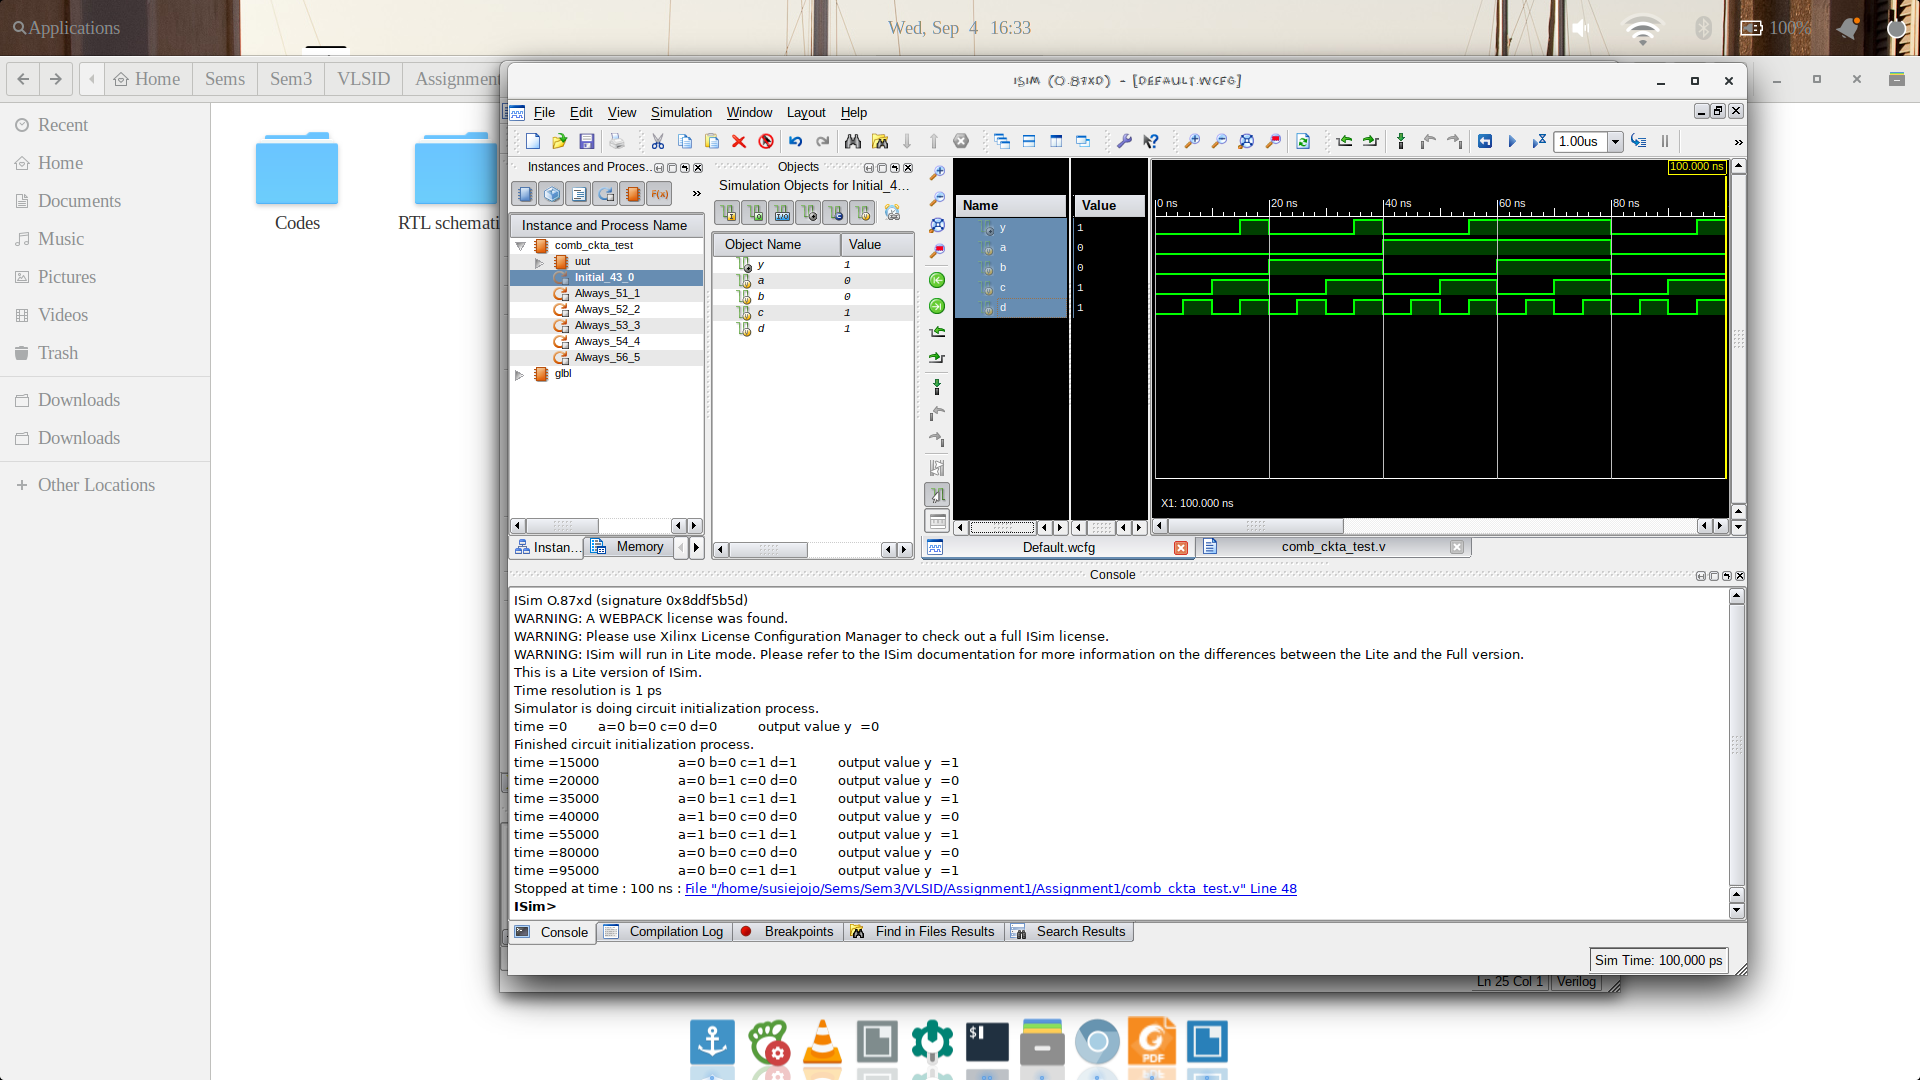 Applications
Wed, Sep 4 16:33
100%
Home
Sems
Sem3
VLSID
Assignment
Recent
Home
Documents
Music
Pictures
Videos
Trash
Downloads
Downloads
Other Locations
Codes
RTL schemati
ISim (O.87xd) - [Default.wcfg]
File Edit View Simulation Window Layout Help
1.00us
Instances and Proces..
Instance and Process Name
comb_ckta_test
uut
Initial_43_0
Always_51_1
Always_52_2
Always_53_3
Always_54_4
Always_56_5
glbl
Instan...
Memory
Objects
Simulation Objects for Initial_4...
Object Name Value
y 1
a 0
b 0
c 1
d 1
Name Value
y 1
a 0
b 0
c 1
d 1
100.000 ns
0 ns 20 ns 40 ns 60 ns 80 ns
X1: 100.000 ns
Default.wcfg
comb_ckta_test.v
Console
ISim O.87xd (signature 0x8ddf5b5d)
WARNING: A WEBPACK license was found.
WARNING: Please use Xilinx License Configuration Manager to check out a full ISim license.
WARNING: ISim will run in Lite mode. Please refer to the ISim documentation for more information on the differences between the Lite and the Full version.
This is a Lite version of ISim.
Time resolution is 1 ps
Simulator is doing circuit initialization process.
time =0 a=0 b=0 c=0 d=0 output value y =0
Finished circuit initialization process.
time =15000 a=0 b=0 c=1 d=1 output value y =1
time =20000 a=0 b=1 c=0 d=0 output value y =0
time =35000 a=0 b=1 c=1 d=1 output value y =1
time =40000 a=1 b=0 c=0 d=0 output value y =0
time =55000 a=1 b=0 c=1 d=1 output value y =1
time =80000 a=0 b=0 c=0 d=0 output value y =0
time =95000 a=0 b=0 c=1 d=1 output value y =1
Stopped at time : 100 ns : File "/home/susiejojo/Sems/Sem3/VLSID/Assignment1/Assignment1/comb_ckta_test.v" Line 48
ISim>
Console
Compilation Log
Breakpoints
Find in Files Results
Search Results
Sim Time: 100,000 ps
Ln 25 Col 1 Verilog
$
PDF